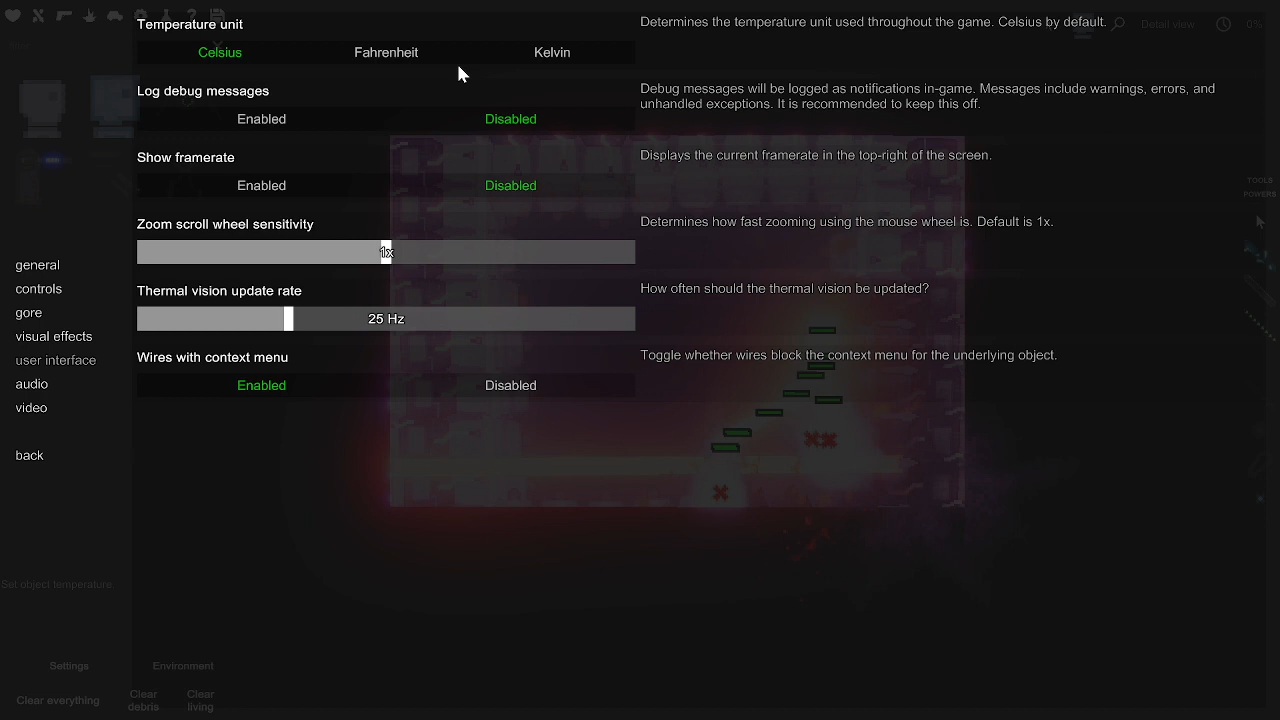 Temperature unit
Determines the temperature unit used throughout the game. Celsius by default.
Celsius
Fahrenheit
Kelvin
Log debug messages
Debug messages will be logged as notifications in-game. Messages include warnings, errors, and
unhandled exceptions. It is recommended to keep this off.
Enabled
Disabled
Show framerate
Displays the current framerate in the top-right of the screen.
Enabled
Disabled
Zoom scroll wheel sensitivity
Determines how fast zooming using the mouse wheel is. Default is 1x.
1x
Thermal vision update rate
How often should the thermal vision be updated?
25 Hz
Wires with context menu
Toggle whether wires block the context menu for the underlying object.
Enabled
Disabled
general
controls
gore
visual effects
user interface
audio
video
back
Detail view
0%
TOOLS
POWERS
Set object temperature
Settings
Environment
Clear everything
Clear
debris
Clear
living